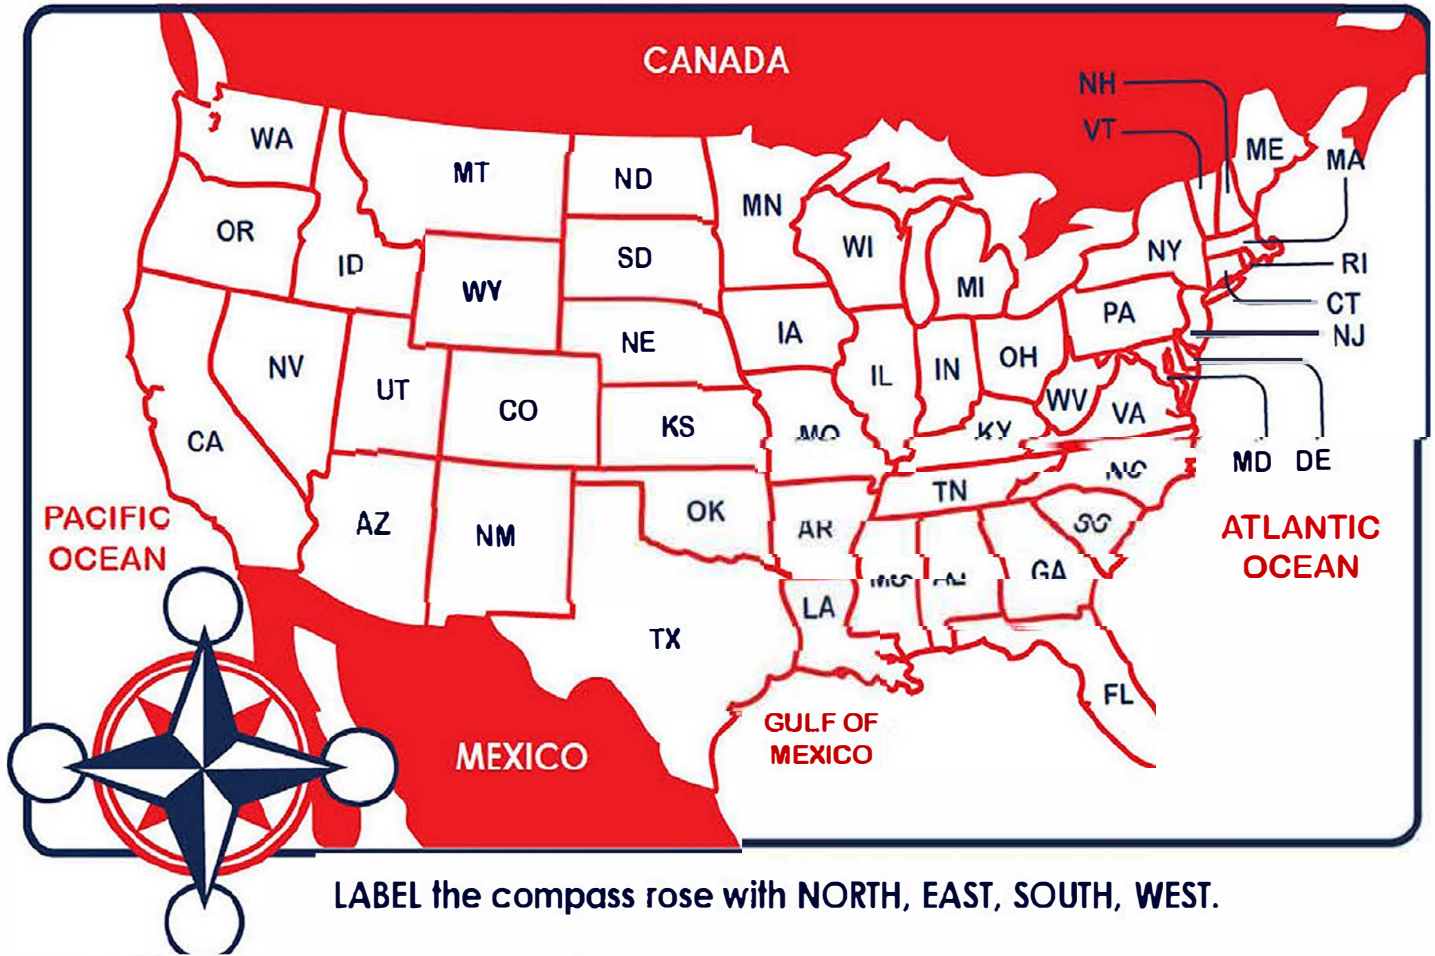 CANADA
NH
VT
WA
ME
MA
MT
ND
MN
OR
WI
NY
ID
SD
RI
WY
MI
CT
PA
NJ
NE
IA
OH
NV
IL
IN
UT
CO
WV
VA
KS
CA
KY
MD
DE
TN
PACIFIC
OCEAN
AZ
NM
OK
AR
ATLANTIC
OCEAN
GA
LA
TX
FL
GULF OF
MEXICO
MEXICO
LABEL the compass rose with NORTH, EAST, SOUTH, WEST.